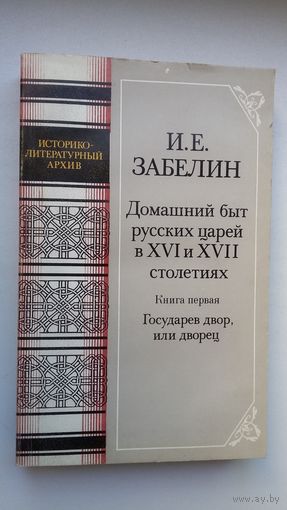 ИСТОРИКО-
ЛИТЕРАТУРНЫЙ
АРХИВ
И.Е.
ЗАБЕЛИН
Домашний быт
русских царей
в XVI и XVII
столетиях
Книга первая
Государев двор,
или дворец
www.ay.by